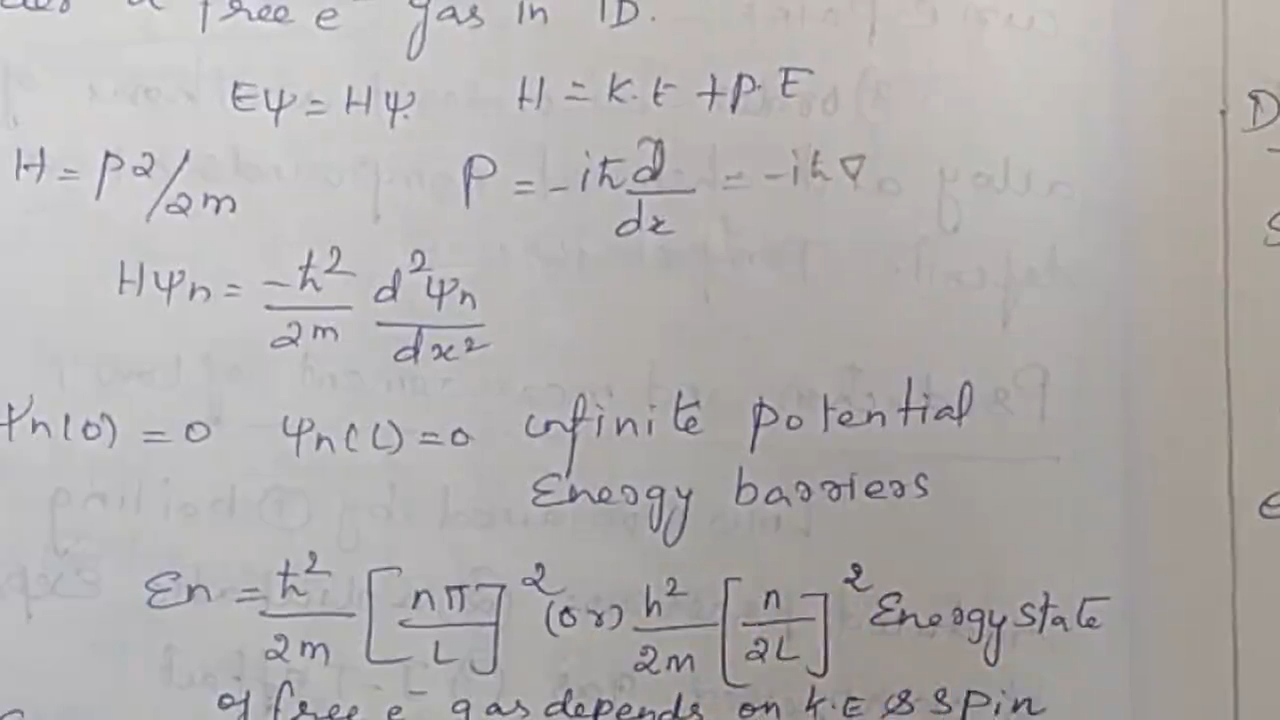 free e⁻ gas in 1D.
Eψ = Hψ. H = K.E + P.E
H = P2/2m P = -iℏ d/dx = -iℏ∇
Hψn = -ℏ²/2m d²ψn/dx²
ψn(0) = 0 ψn(L) = 0 infinite potential
Energy barriers
En = ℏ²/2m [nπ/L]² (or) h²/2m [n/2L]² Energy state
of free e⁻ gas depends on K.E & spin